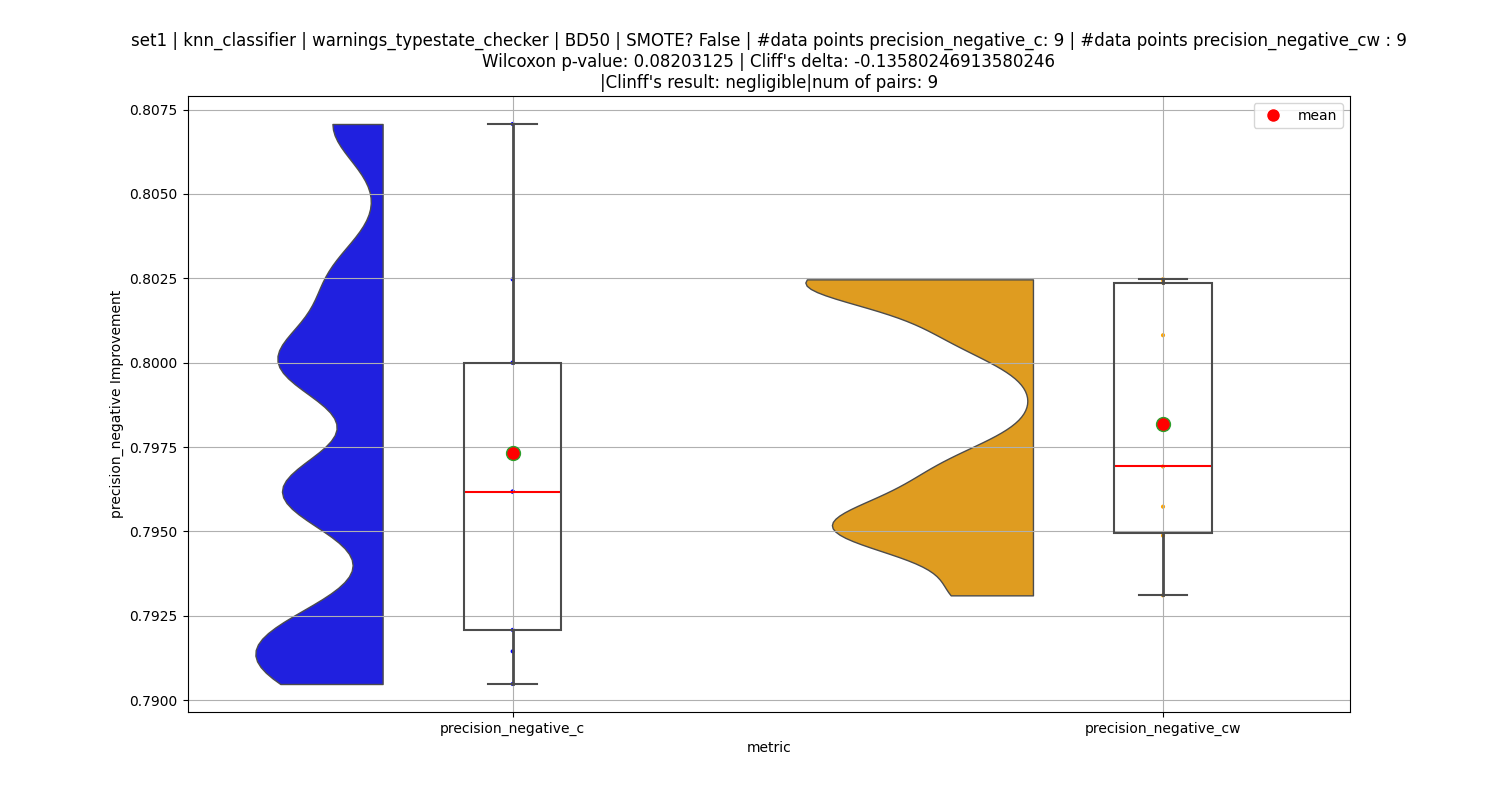 set1 | knn_classifier | warnings_typestate_checker | BD50 | SMOTE? False | #data points precision_negative_c: 9 | #data points precision_negative_cw : 9
Wilcoxon p-value: 0.08203125 | Cliff's delta: -0.13580246913580246
|Clinff's result: negligible|num of pairs: 9
mean
precision_negative Improvement
0.8075
0.8050
0.8025
0.8000
0.7975
0.7950
0.7925
0.7900
precision_negative_c
precision_negative_cw
metric